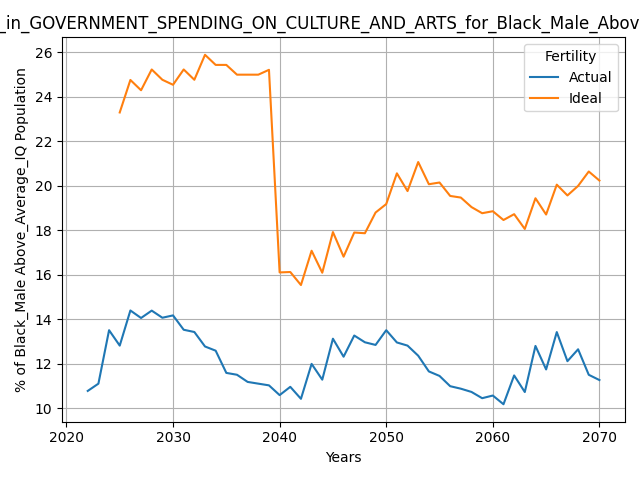 _in_GOVERNMENT_SPENDING_ON_CULTURE_AND_ARTS_for_Black_Male_Abov
Fertility
Actual
Ideal
% of Black_Male Above_Average_IQ Population
26
24
22
20
18
16
14
12
10
2020 2030 2040 2050 2060 2070
Years